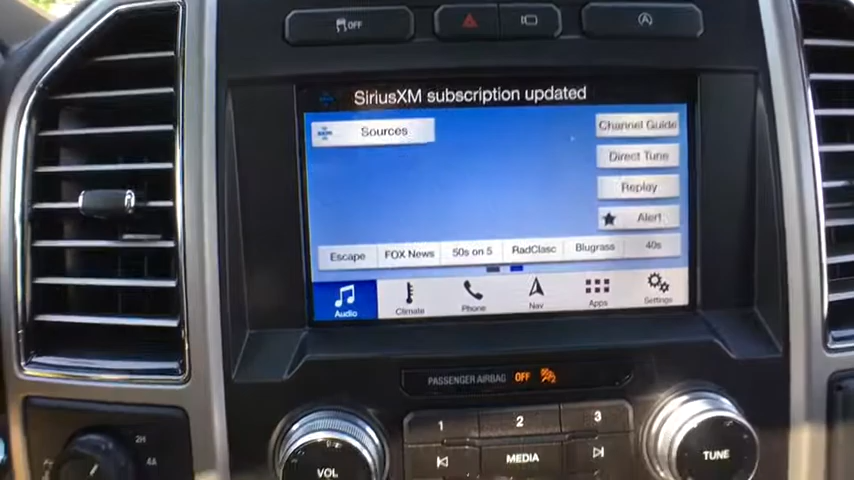 OFF
SiriusXM subscription updated
Sources
Channel Guide
Direct Tune
Replay
Alert
Escape FOX News 50s on 5 RadClasc Blugrass 40s
Audio Climate Phone Nav Apps Settings
PASSENGER AIRBAG OFF
1 2 3
2H
4A
VOL MEDIA TUNE